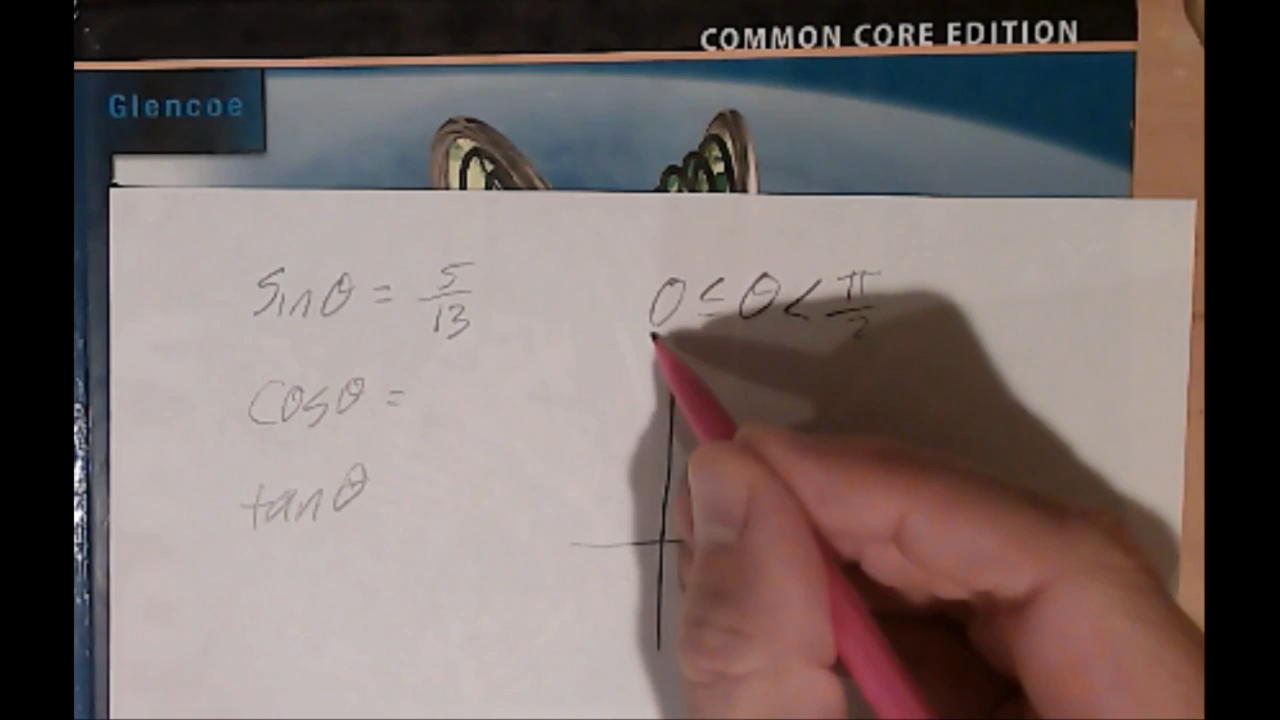 COMMON CORE EDITION
Glencoe
sinθ = 5/13
0 ≤ θ < π/2
cosθ =
tanθ